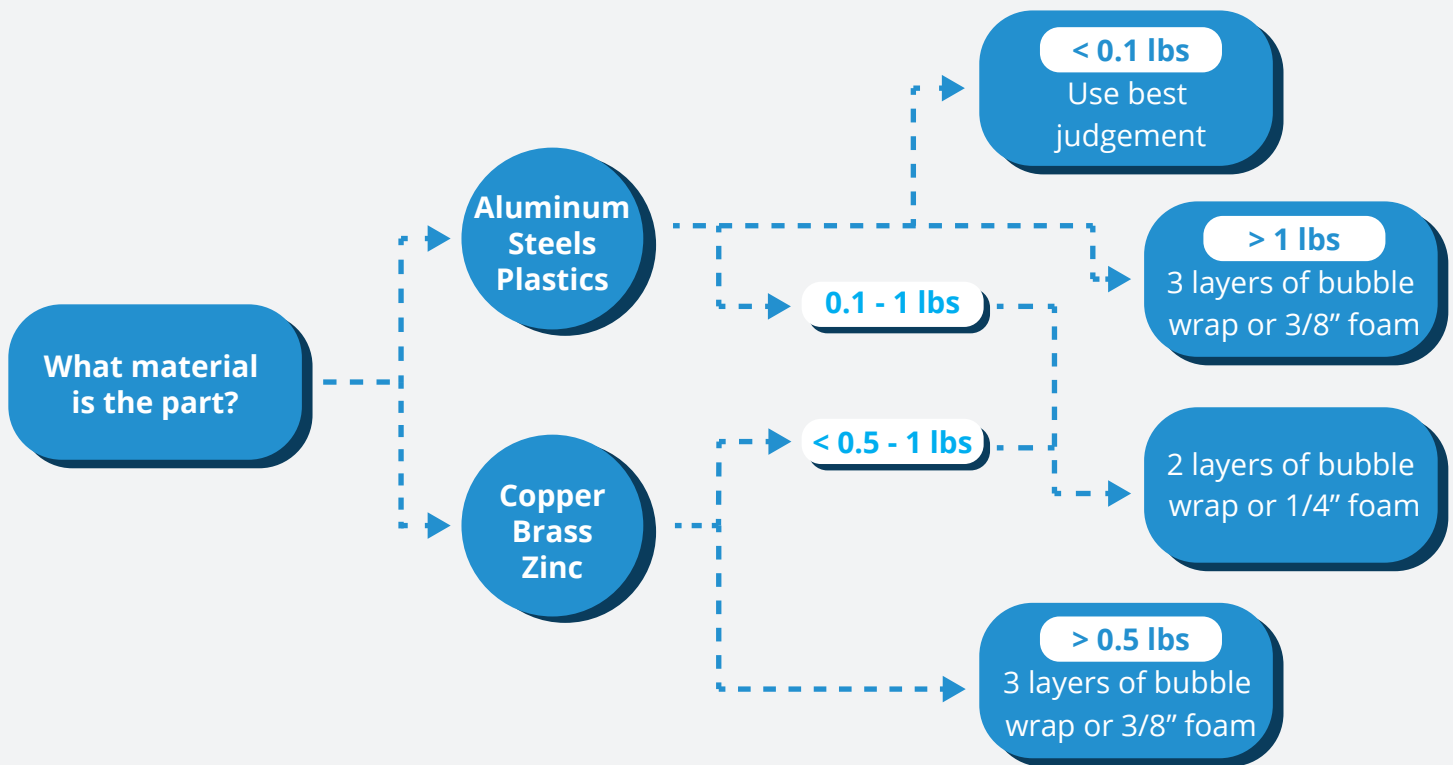 What material
is the part?
Aluminum
Steels
Plastics
Copper
Brass
Zinc
0.1 - 1 lbs
< 0.5 - 1 lbs
< 0.1 lbs
Use best
judgement
> 1 lbs
3 layers of bubble
wrap or 3/8” foam
2 layers of bubble
wrap or 1/4” foam
> 0.5 lbs
3 layers of bubble
wrap or 3/8” foam